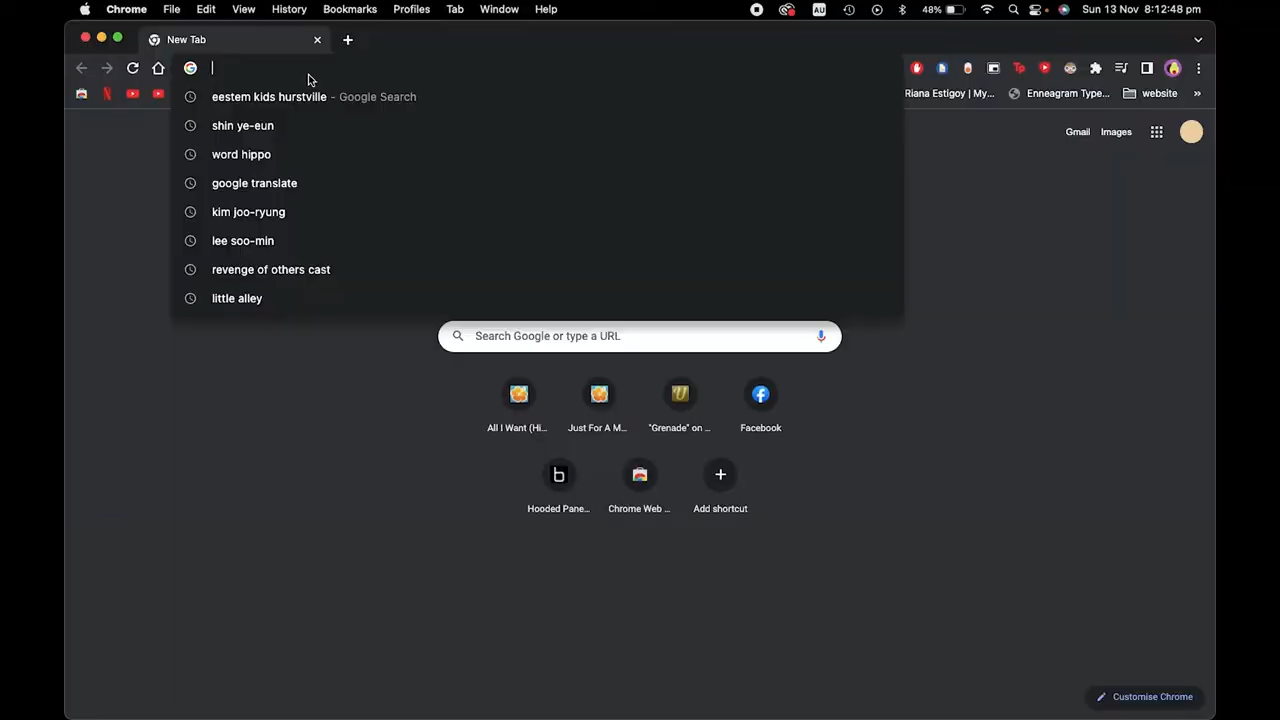 Chrome File Edit View History Bookmarks Profiles Tab Window Help AU 48% Sun 13 Nov 8:12:48 pm
New Tab
eestem kids hurstville - Google Search
Riana Estigoy | My... Enneagram Type... website »
shin ye-eun
Gmail Images
word hippo
google translate
kim joo-ryung
lee soo-min
revenge of others cast
little alley
Search Google or type a URL
All I Want (Hi... Just For A M... "Grenade" on ... Facebook
Hooded Pane... Chrome Web ... Add shortcut
Customise Chrome